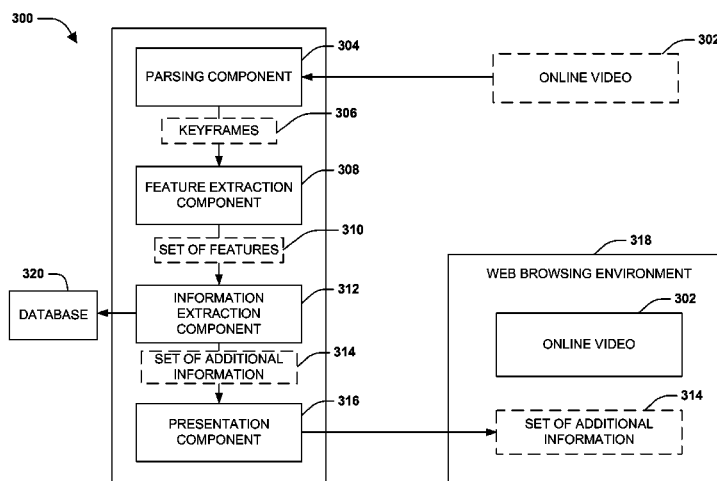 300
304
PARSING COMPONENT
302
ONLINE VIDEO
306
KEYFRAMES
308
FEATURE EXTRACTION
COMPONENT
310
SET OF FEATURES
320
DATABASE
312
INFORMATION
EXTRACTION
COMPONENT
314
SET OF ADDITIONAL
INFORMATION
316
PRESENTATION
COMPONENT
318
WEB BROWSING ENVIRONMENT
302
ONLINE VIDEO
314
SET OF ADDITIONAL
INFORMATION